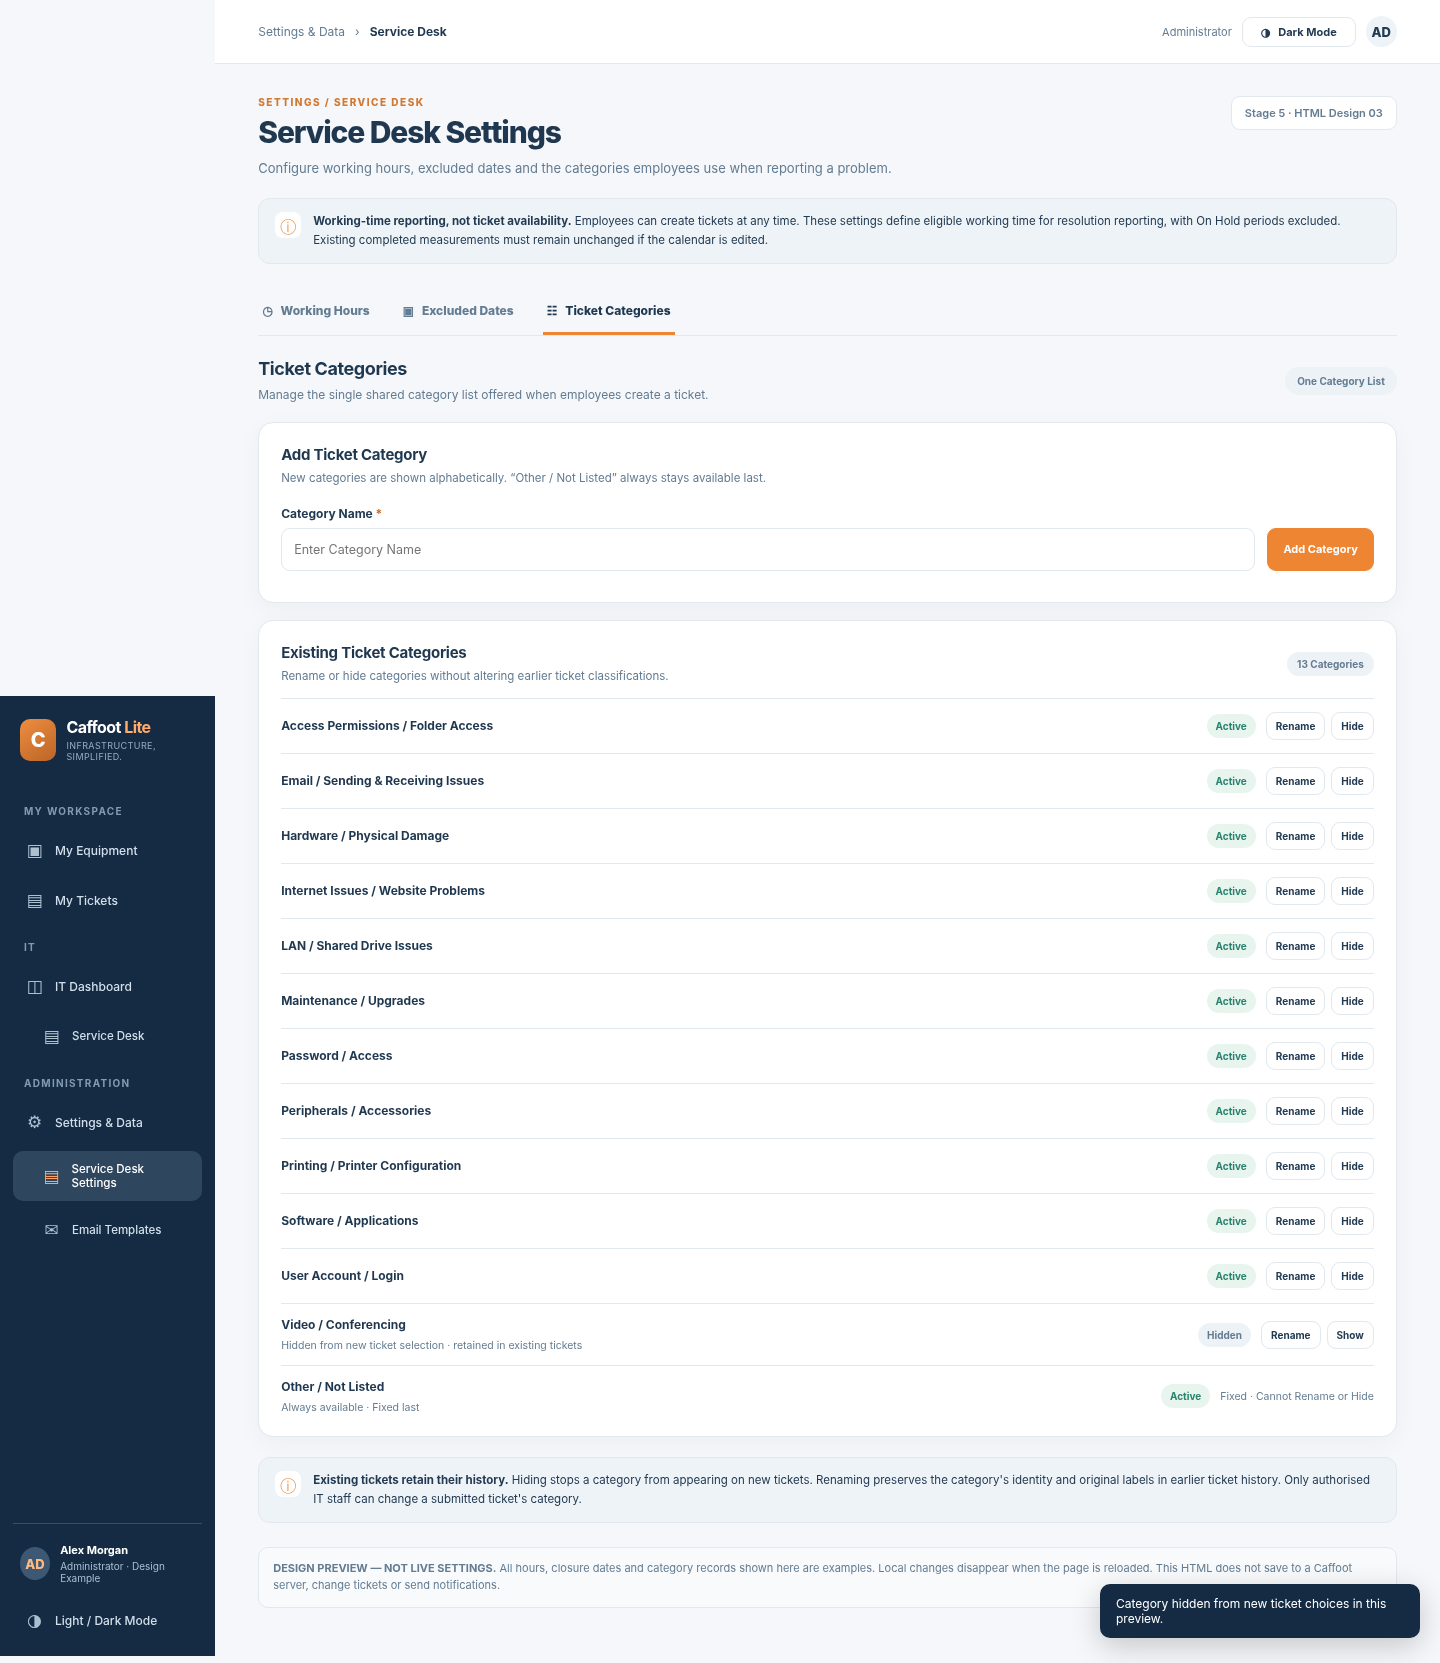 Settings & Data › Service Desk
Administrator
Dark Mode
AD
SETTINGS / SERVICE DESK
Service Desk Settings
Configure working hours, excluded dates and the categories employees use when reporting a problem.
Stage 5 · HTML Design 03
Working-time reporting, not ticket availability. Employees can create tickets at any time. These settings define eligible working time for resolution reporting, with On Hold periods excluded.
Existing completed measurements must remain unchanged if the calendar is edited.
Working Hours
Excluded Dates
Ticket Categories
Ticket Categories
Manage the single shared category list offered when employees create a ticket.
One Category List
Add Ticket Category
New categories are shown alphabetically. “Other / Not Listed” always stays available last.
Category Name *
Enter Category Name
Add Category
Existing Ticket Categories
Rename or hide categories without altering earlier ticket classifications.
13 Categories
Access Permissions / Folder Access Active Rename Hide
Email / Sending & Receiving Issues Active Rename Hide
Hardware / Physical Damage Active Rename Hide
Internet Issues / Website Problems Active Rename Hide
LAN / Shared Drive Issues Active Rename Hide
Maintenance / Upgrades Active Rename Hide
Password / Access Active Rename Hide
Peripherals / Accessories Active Rename Hide
Printing / Printer Configuration Active Rename Hide
Software / Applications Active Rename Hide
User Account / Login Active Rename Hide
Video / Conferencing
Hidden from new ticket selection · retained in existing tickets
Hidden Rename Show
Other / Not Listed
Always available · Fixed last
Active Fixed · Cannot Rename or Hide
Existing tickets retain their history. Hiding stops a category from appearing on new tickets. Renaming preserves the category's identity and original labels in earlier ticket history. Only authorised
IT staff can change a submitted ticket's category.
DESIGN PREVIEW — NOT LIVE SETTINGS. All hours, closure dates and category records shown here are examples. Local changes disappear when the page is reloaded. This HTML does not save to a Caffoot
server, change tickets or send notifications.
Category hidden from new ticket choices in this
preview.
C
Caffoot Lite
INFRASTRUCTURE,
SIMPLIFIED.
MY WORKSPACE
My Equipment
My Tickets
IT
IT Dashboard
Service Desk
ADMINISTRATION
Settings & Data
Service Desk
Settings
Email Templates
AD
Alex Morgan
Administrator · Design
Example
Light / Dark Mode